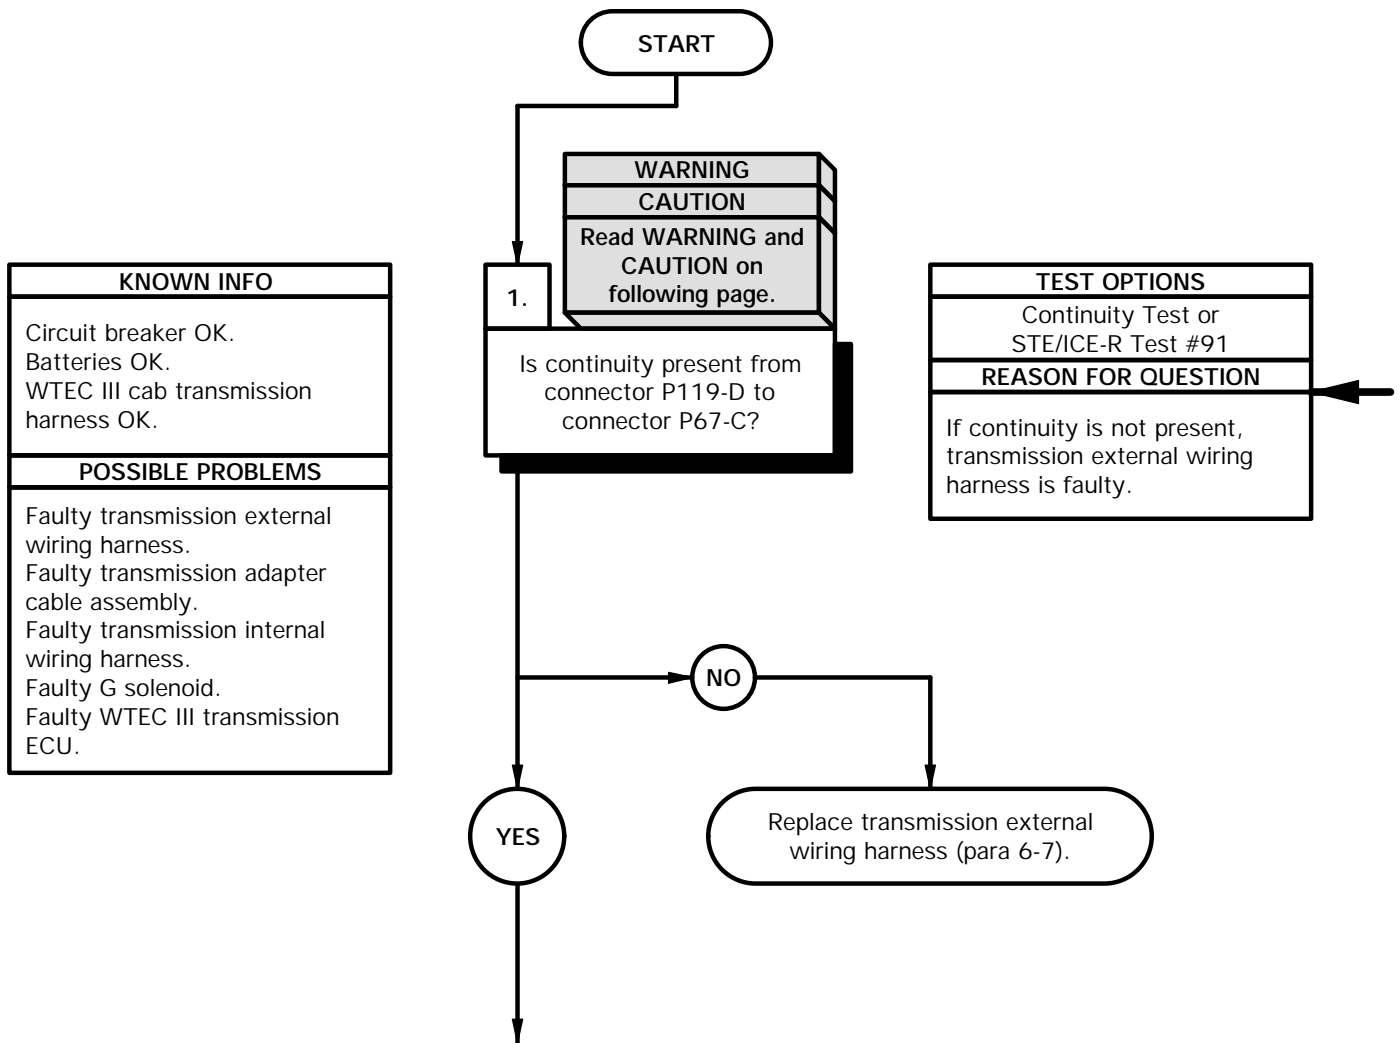 START
WARNING
CAUTION
Read WARNING and
CAUTION on
following page.
1.
Is continuity present from
connector P119-D to
connector P67-C?
KNOWN INFO
Circuit breaker OK.
Batteries OK.
WTEC III cab transmission
harness OK.
POSSIBLE PROBLEMS
Faulty transmission external
wiring harness.
Faulty transmission adapter
cable assembly.
Faulty transmission internal
wiring harness.
Faulty G solenoid.
Faulty WTEC III transmission
ECU.
TEST OPTIONS
Continuity Test or
STE/ICE-R Test #91
REASON FOR QUESTION
If continuity is not present,
transmission external wiring
harness is faulty.
NO
YES
Replace transmission external
wiring harness (para 6-7).